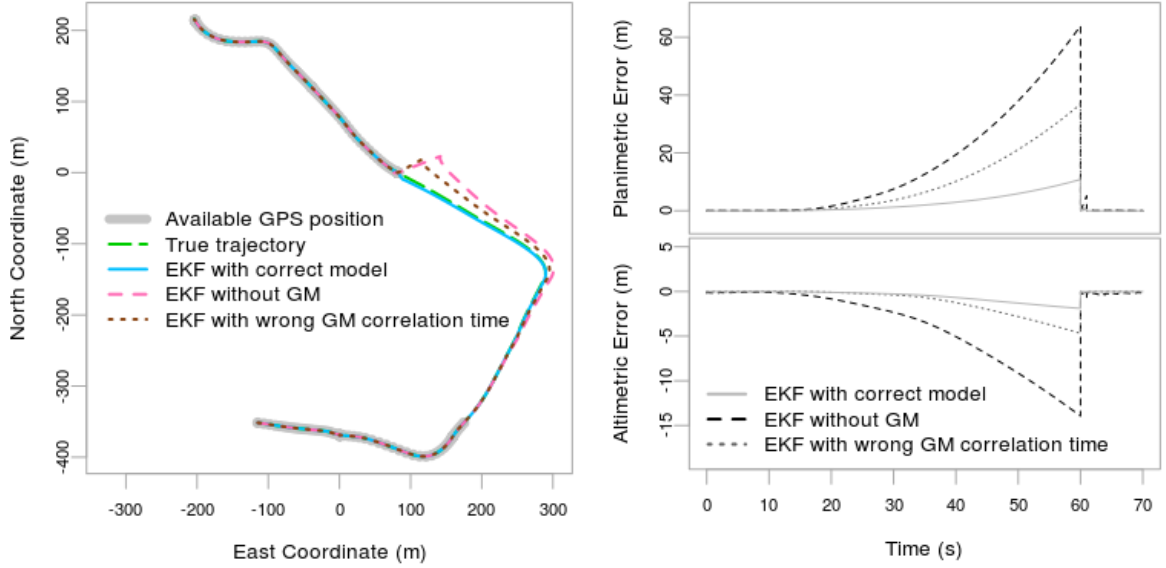 North Coordinate (m)
200
100
0
-100
-200
-300
-400
Available GPS position
True trajectory
EKF with correct model
EKF without GM
EKF with wrong GM correlation time
-300
-200
-100
0
100
200
300
East Coordinate (m)
Planimetric Error (m)
60
40
20
0
Altimetric Error (m)
5
0
-5
-10
-15
EKF with correct model
EKF without GM
EKF with wrong GM correlation time
0
10
20
30
40
50
60
70
Time (s)